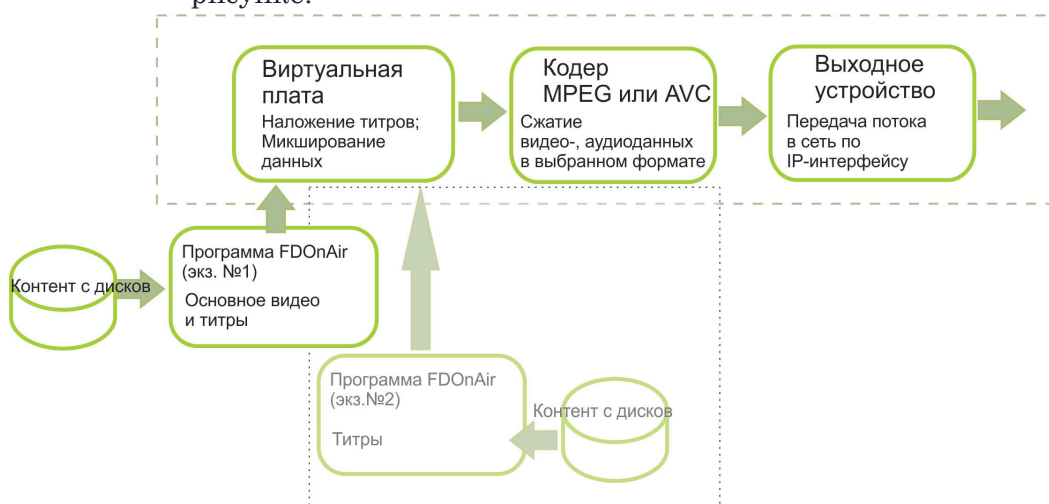 рисунке.
Виртуальная
плата
Наложение титров;
Микширование
данных
Кодер
MPEG или AVC
Сжатие
видео-, аудиоданных
в выбранном формате
Выходное
устройство
Передача потока
в сеть по
IP-интерфейсу
Контент с дисков
Программа FDOnAir
(экз. №1)
Основное видео
и титры
Программа FDOnAir
(экз.№2)
Титры
Контент с дисков